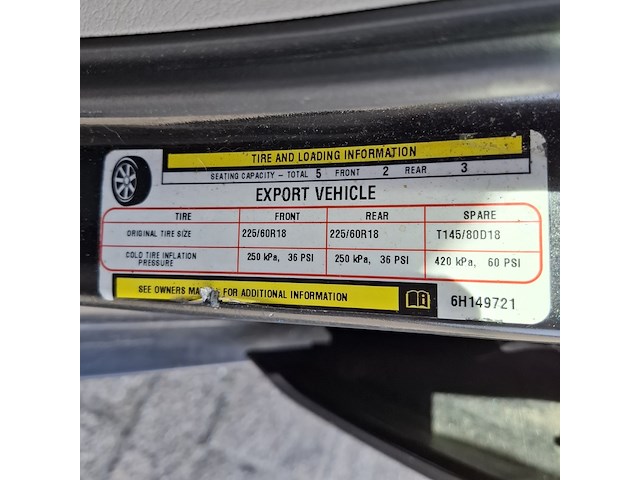 TIRE AND LOADING INFORMATION
SEATING CAPACITY - TOTAL 5 FRONT 2 REAR 3
EXPORT VEHICLE
TIRE FRONT REAR SPARE
ORIGINAL TIRE SIZE 225/60R18 225/60R18 T145/80D18
COLD TIRE INFLATION
PRESSURE 250 kPa, 36 PSI 250 kPa, 36 PSI 420 kPa, 60 PSI
SEE OWNERS FOR ADDITIONAL INFORMATION
6H149721